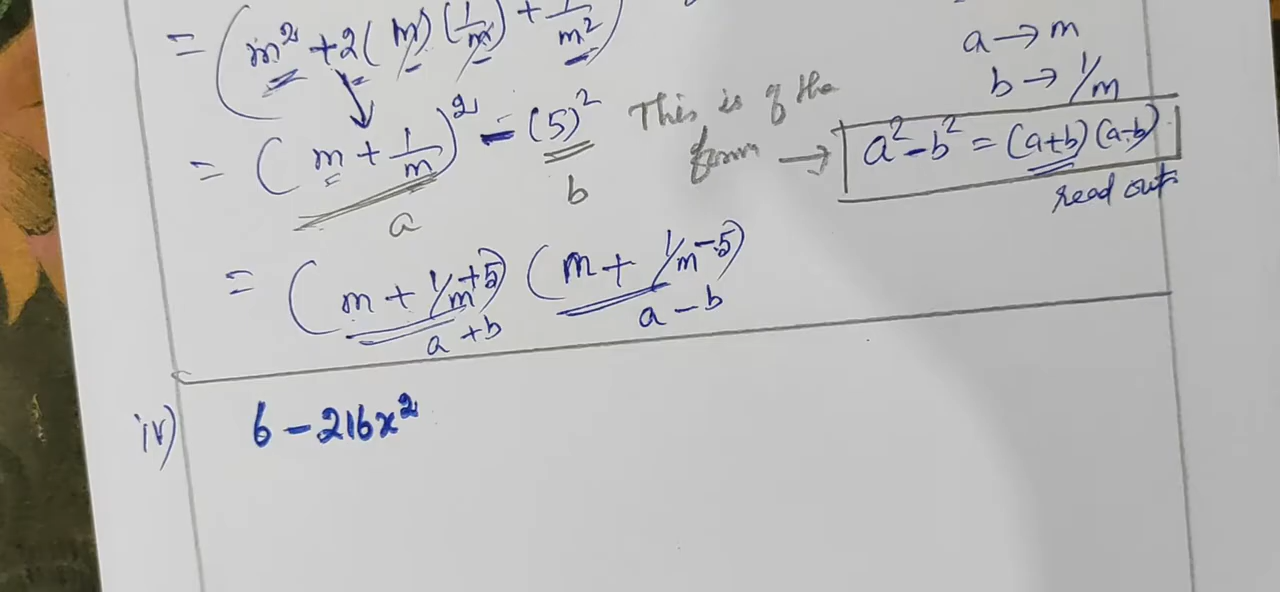 = (m² + 2(m)(1/m) + 1/m²)
a → m
b → 1/m
= (m + 1/m)² - (5)² This is of the
form → a² - b² = (a+b)(a-b)
a b
read out
= (m + 1/m + 5) (m + 1/m - 5)
a + b a - b
iv) 6 - 216x²